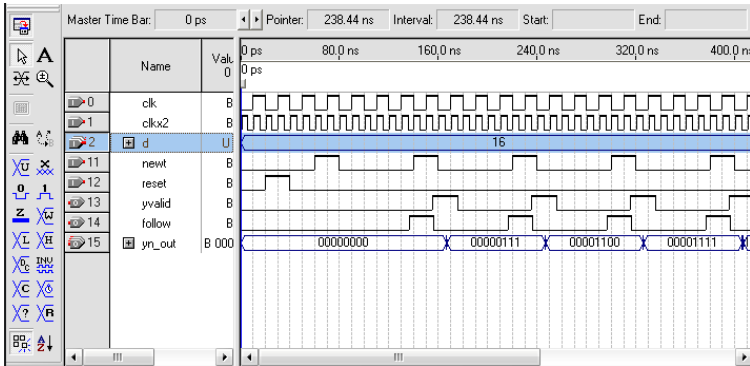 Master Time Bar: 0 ps Pointer: 238.44 ns Interval: 238.44 ns Start: End:
Name Valu 0
0 ps 80.0 ns 160.0 ns 240.0 ns 320.0 ns 400.0 ns
0 ps
0 clk B
1 clkx2 B
2 d U 16
11 newt B
12 reset B
13 yvalid B
14 follow B
15 yn_out B 000 00000000 00000111 00001100 00001111